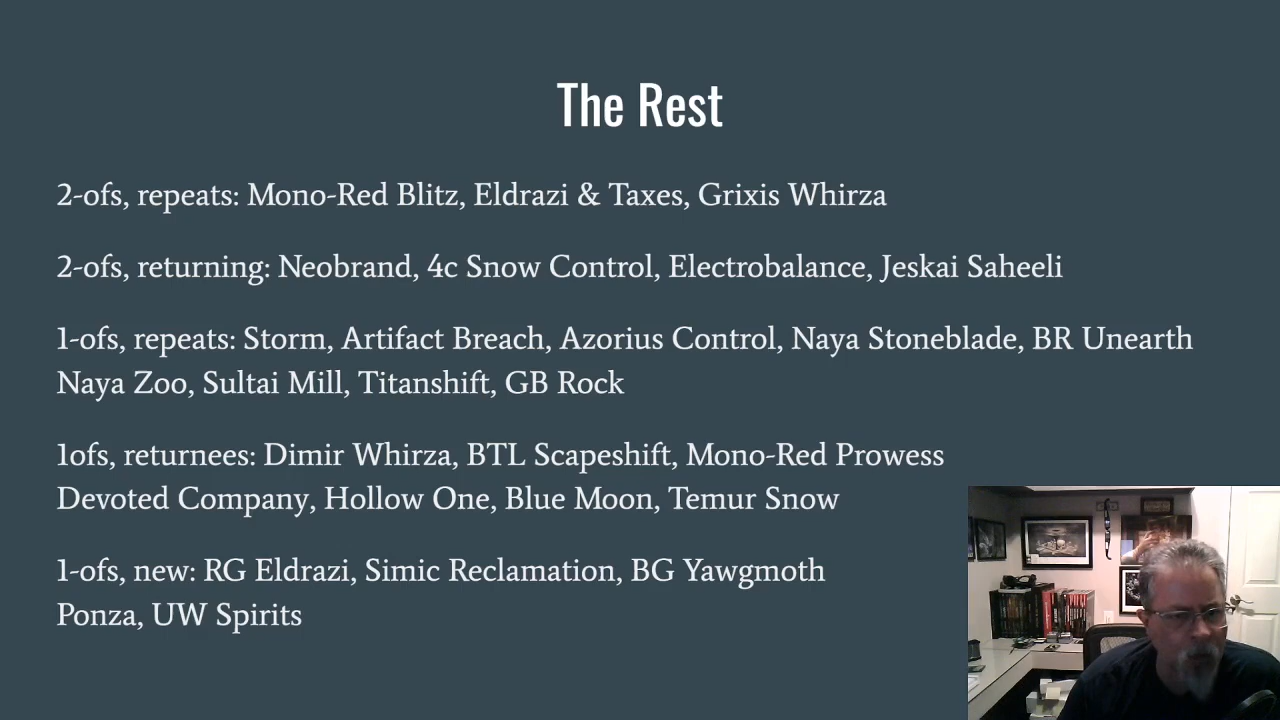 The Rest
2-ofs, repeats: Mono-Red Blitz, Eldrazi & Taxes, Grixis Whirza
2-ofs, returning: Neobrand, 4c Snow Control, Electrobalance, Jeskai Saheeli
1-ofs, repeats: Storm, Artifact Breach, Azorius Control, Naya Stoneblade, BR Unearth
Naya Zoo, Sultai Mill, Titanshift, GB Rock
1ofs, returnees: Dimir Whirza, BTL Scapeshift, Mono-Red Prowess
Devoted Company, Hollow One, Blue Moon, Temur Snow
1-ofs, new: RG Eldrazi, Simic Reclamation, BG Yawgmoth
Ponza, UW Spirits